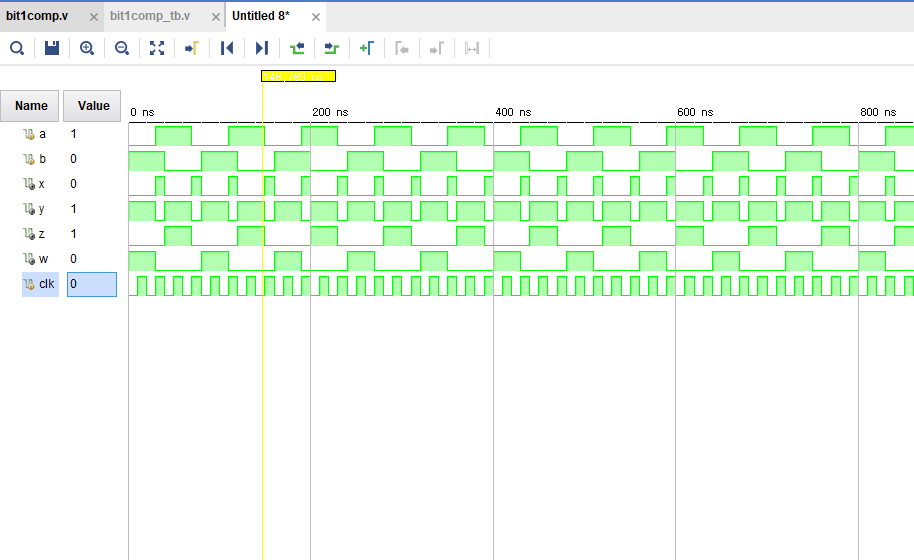 bit1comp.v × bit1comp_tb.v × Untitled 8* ×
Name Value
0 ns 200 ns 400 ns 600 ns 800 ns
a 1
b 0
x 0
y 1
z 1
w 0
clk 0